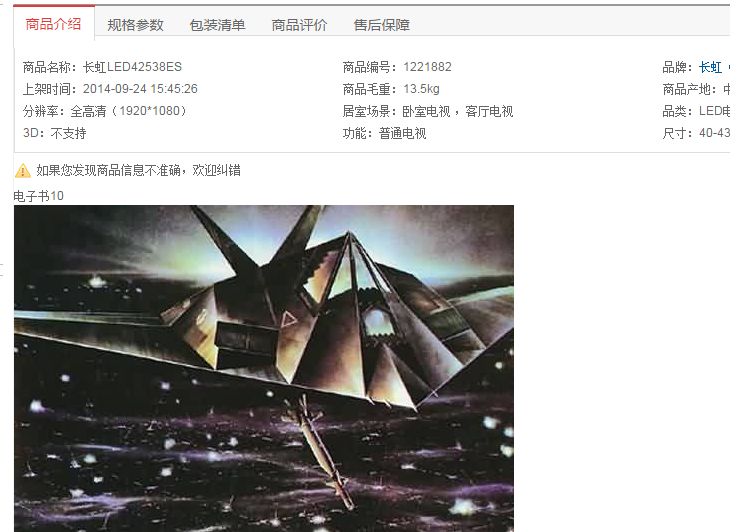 商品介绍 规格参数 包装清单 商品评价 售后保障
商品名称：长虹LED42538ES 商品编号：1221882 品牌：长虹
上架时间：2014-09-24 15:45:26 商品毛重：13.5kg 商品产地：中
分辨率：全高清（1920*1080） 居室场景：卧室电视，客厅电视 品类：LED电
3D：不支持 功能：普通电视 尺寸：40-43
如果您发现商品信息不准确，欢迎纠错
电子书10